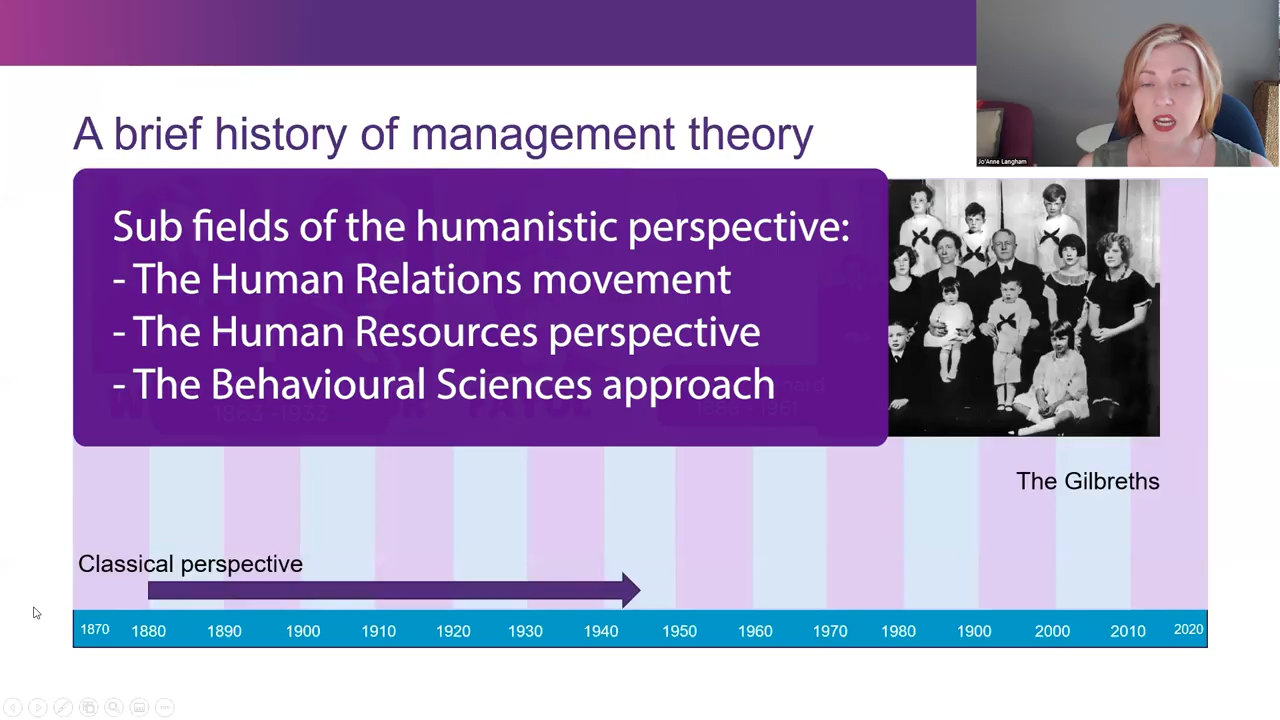 Jo'Anne Langham
A brief history of management theory
Sub fields of the humanistic perspective:
- The Human Relations movement
- The Human Resources perspective
- The Behavioural Sciences approach
The Gilbreths
Classical perspective
1870 1880 1890 1900 1910 1920 1930 1940 1950 1960 1970 1980 1900 2000 2010 2020